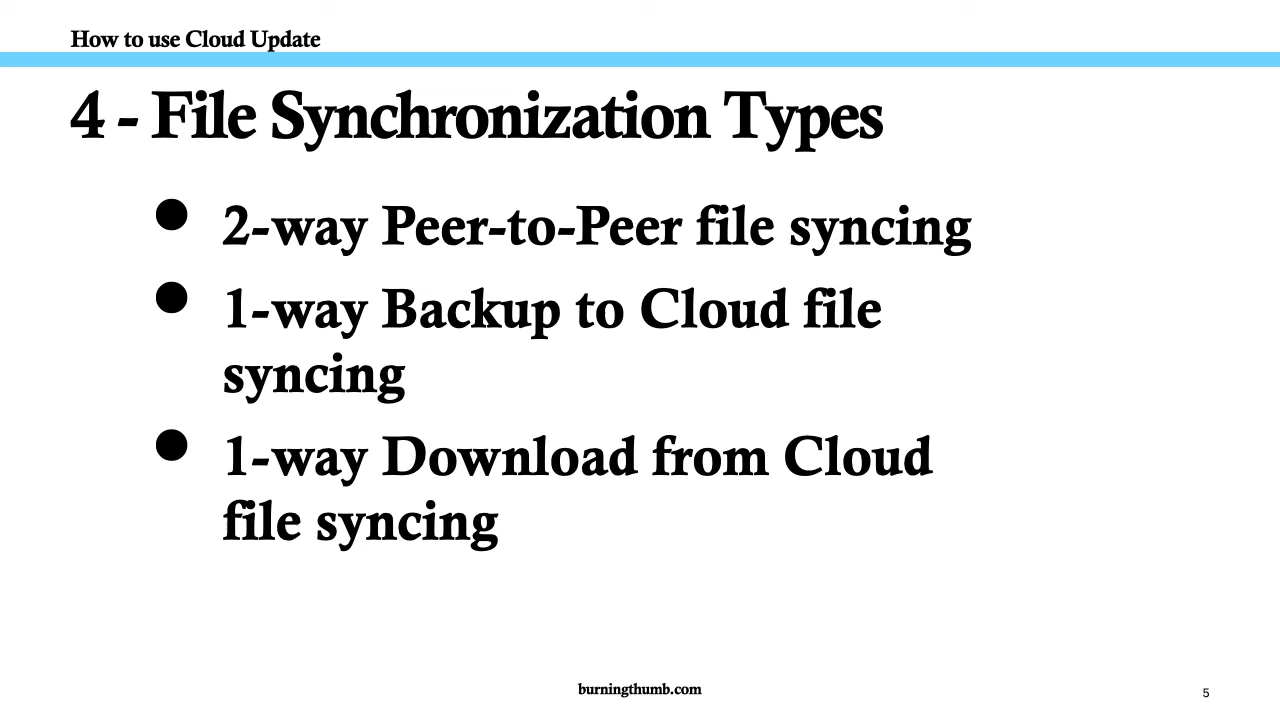 How to use Cloud Update
4 - File Synchronization Types
● 2-way Peer-to-Peer file syncing
● 1-way Backup to Cloud file
syncing
● 1-way Download from Cloud
file syncing
burningthumb.com
5